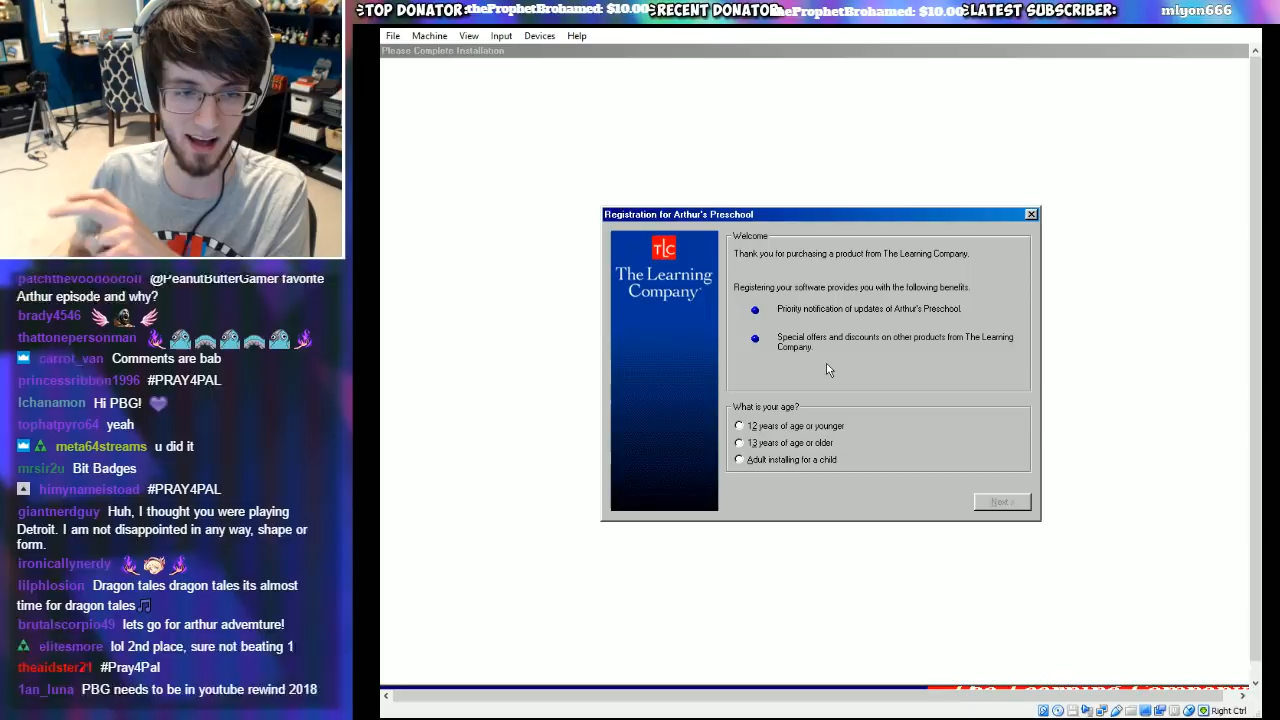 TOP DONATOR: theProphetBrohamed: $10.00 RECENT DONATOR: theProphetBrohamed: $10.00 LATEST SUBSCRIBER: mlyon666
File Machine View Input Devices Help
Please Complete Installation
Registration for Arthur's Preschool
TLC
The Learning
Company
Welcome
Thank you for purchasing a product from The Learning Company.
Registering your software provides you with the following benefits.
Priority notification of updates of Arthur's Preschool.
Special offers and discounts on other products from The Learning
Company.
What is your age?
12 years of age or younger
13 years of age or older
Adult installing for a child
Next >
patchthevoodoodoll @PeanutButterGamer favorite
Arthur episode and why?
brady4546
thattonepersonman
carrot_van Comments are bab
princessribbon1996 #PRAY4PAL
Ichanamon Hi PBG!
tophatpyro64 yeah
meta64streams u did it
mrsir2u Bit Badges
himynameistoad #PRAY4PAL
giantnerdguy Huh, I thought you were playing
Detroit. I am not disappointed in any way, shape or
form.
ironicallynerdy
lilphlosion Dragon tales dragon tales its almost
time for dragon tales
brutalscorpio49 lets go for arthur adventure!
elitesmore lol 2nd place, sure not beating 1
theaidster21 #Pray4Pal
1an_luna PBG needs to be in youtube rewind 2018
Right Ctrl